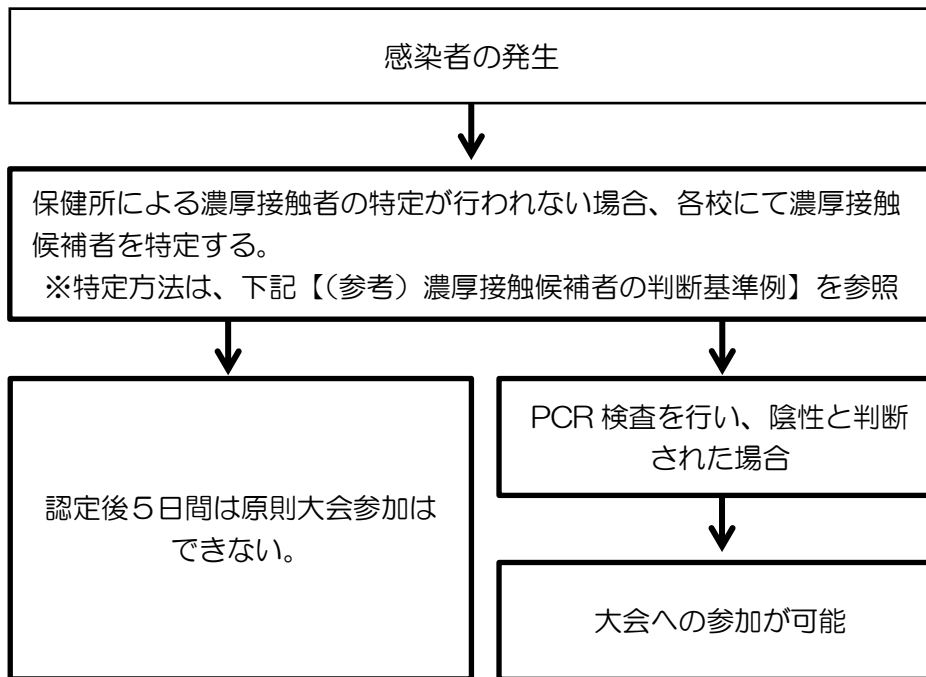 感染者の発生
保健所による濃厚接触者の特定が行われない場合、各校にて濃厚接触
候補者を特定する。
※特定方法は、下記【（参考）濃厚接触候補者の判断基準例】を参照
認定後５日間は原則大会参加は
できない。
PCR 検査を行い、陰性と判断
された場合
大会への参加が可能